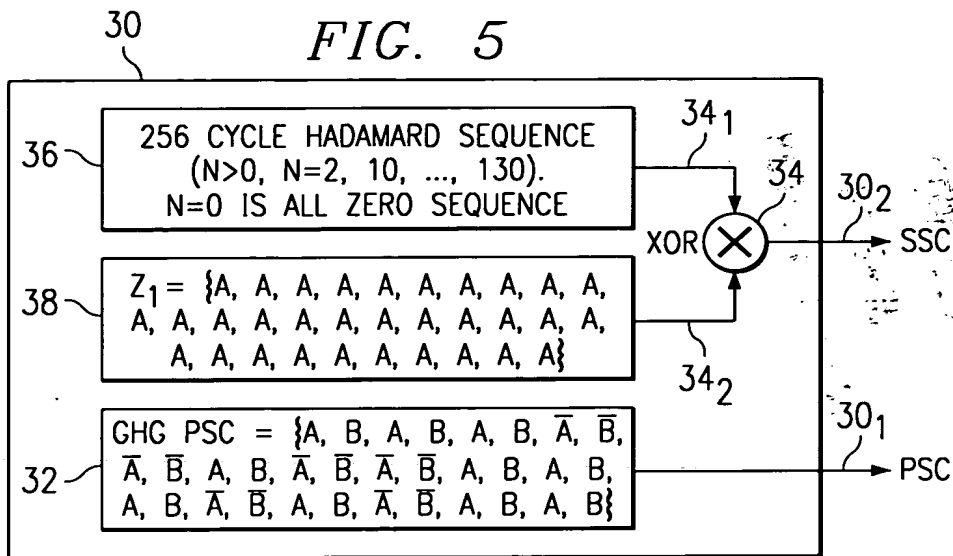 FIG. 5
30
36
256 CYCLE HADAMARD SEQUENCE
(N>0, N=2, 10, ..., 130).
N=0 IS ALL ZERO SEQUENCE
34₁
34
XOR
30₂
SSC
38
Z₁ = {A, A, A, A, A, A, A, A, A, A,
A, A, A, A, A, A, A, A, A, A, A, A,
A, A, A, A, A, A, A, A, A, A}
34₂
32
GHG PSC = {A, B, A, B, A, B, A̅, B̅,
A̅, B̅, A, B, A̅, B̅, A̅, B̅, A, B, A, B,
A, B, A̅, B̅, A, B, A̅, B̅, A, B, A, B}
30₁
PSC